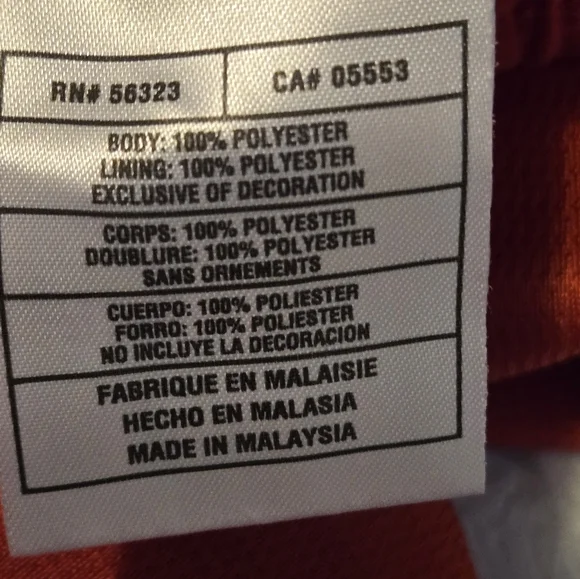 RN# 56323
CA# 05553
BODY: 100% POLYESTER
LINING: 100% POLYESTER
EXCLUSIVE OF DECORATION
CORPS: 100% POLYESTER
DOUBLURE: 100% POLYESTER
SANS ORNEMENTS
CUERPO: 100% POLIESTER
FORRO: 100% POLIESTER
NO INCLUYE LA DECORACION
FABRIQUE EN MALAISIE
HECHO EN MALASIA
MADE IN MALAYSIA